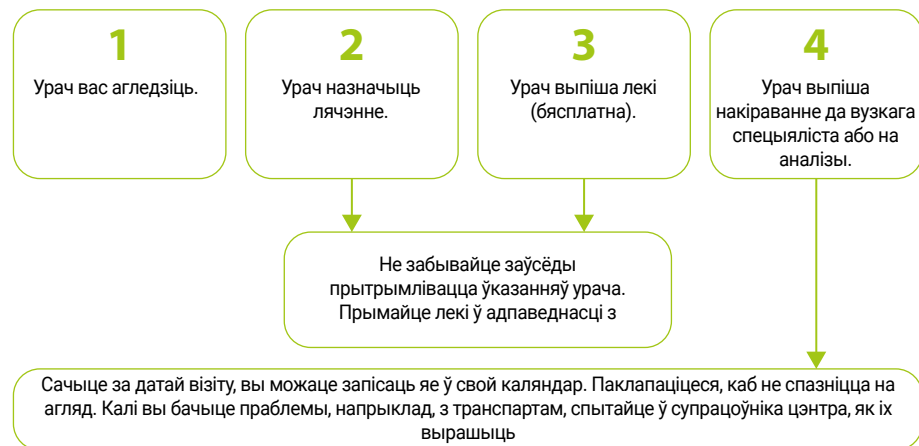 1
Урач вас агледзіць.
2
Урач назначыць
лячэнне.
3
Урач выпіша лекі
(бясплатна).
4
Урач выпіша
накіраванне да вузкага
спецыяліста або на
аналізы.
Не забывайце заўсёды
прытрымлівацца ўказанняў урача.
Прымайце лекі ў адпаведнасці з
Сачыце за датай візіту, вы можаце запісаць яе ў свой каляндар. Паклапаціцеся, каб не спазніцца на
агляд. Калі вы бачыце праблемы, напрыклад, з транспартам, спытайце ў супрацоўніка цэнтра, як іх
вырашыць